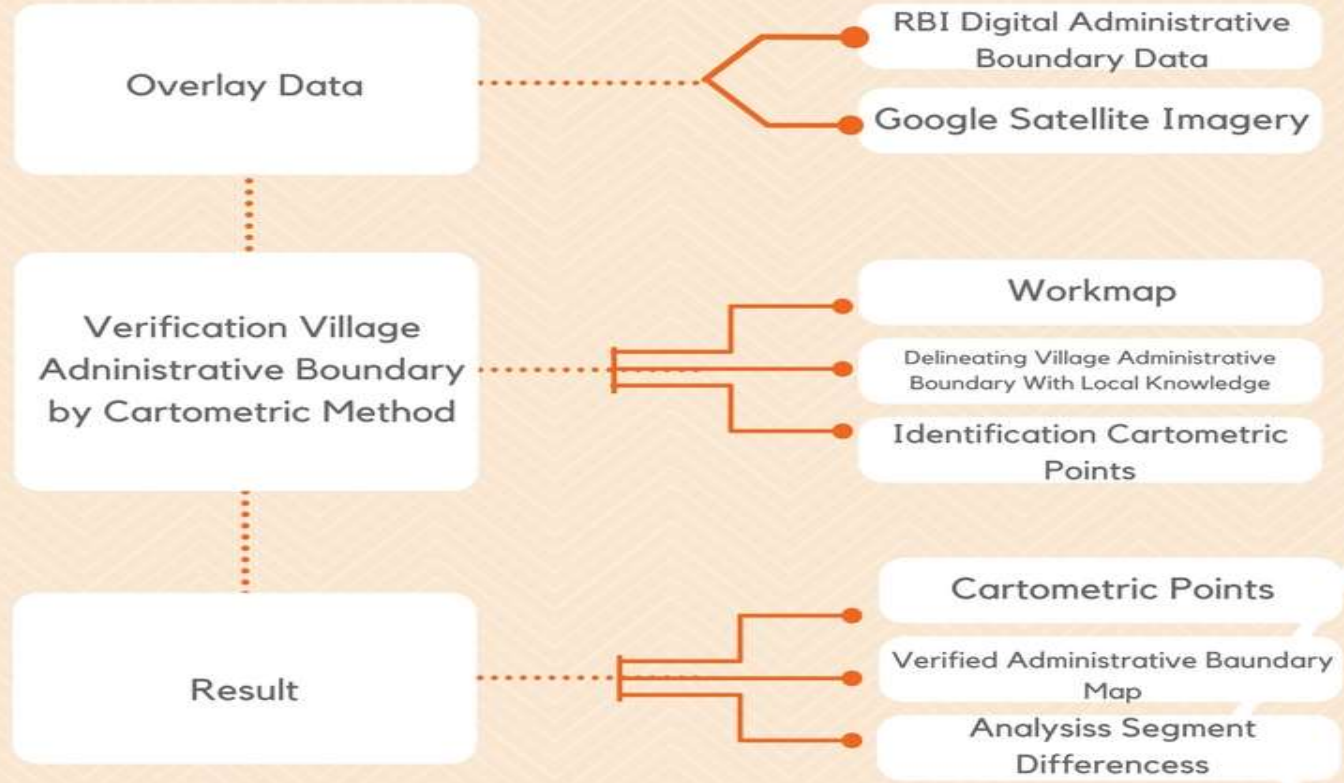 Overlay Data
RBI Digital Administrative
Boundary Data
Google Satellite Imagery
Verification Village
Adninistrative Boundary
by Cartometric Method
Workmap
Delineating Village Administrative
Boundary With Local Knowledge
Identification Cartometric
Points
Result
Cartometric Points
Verified Administrative Baundary
Map
Analysiss Segment
Differencess